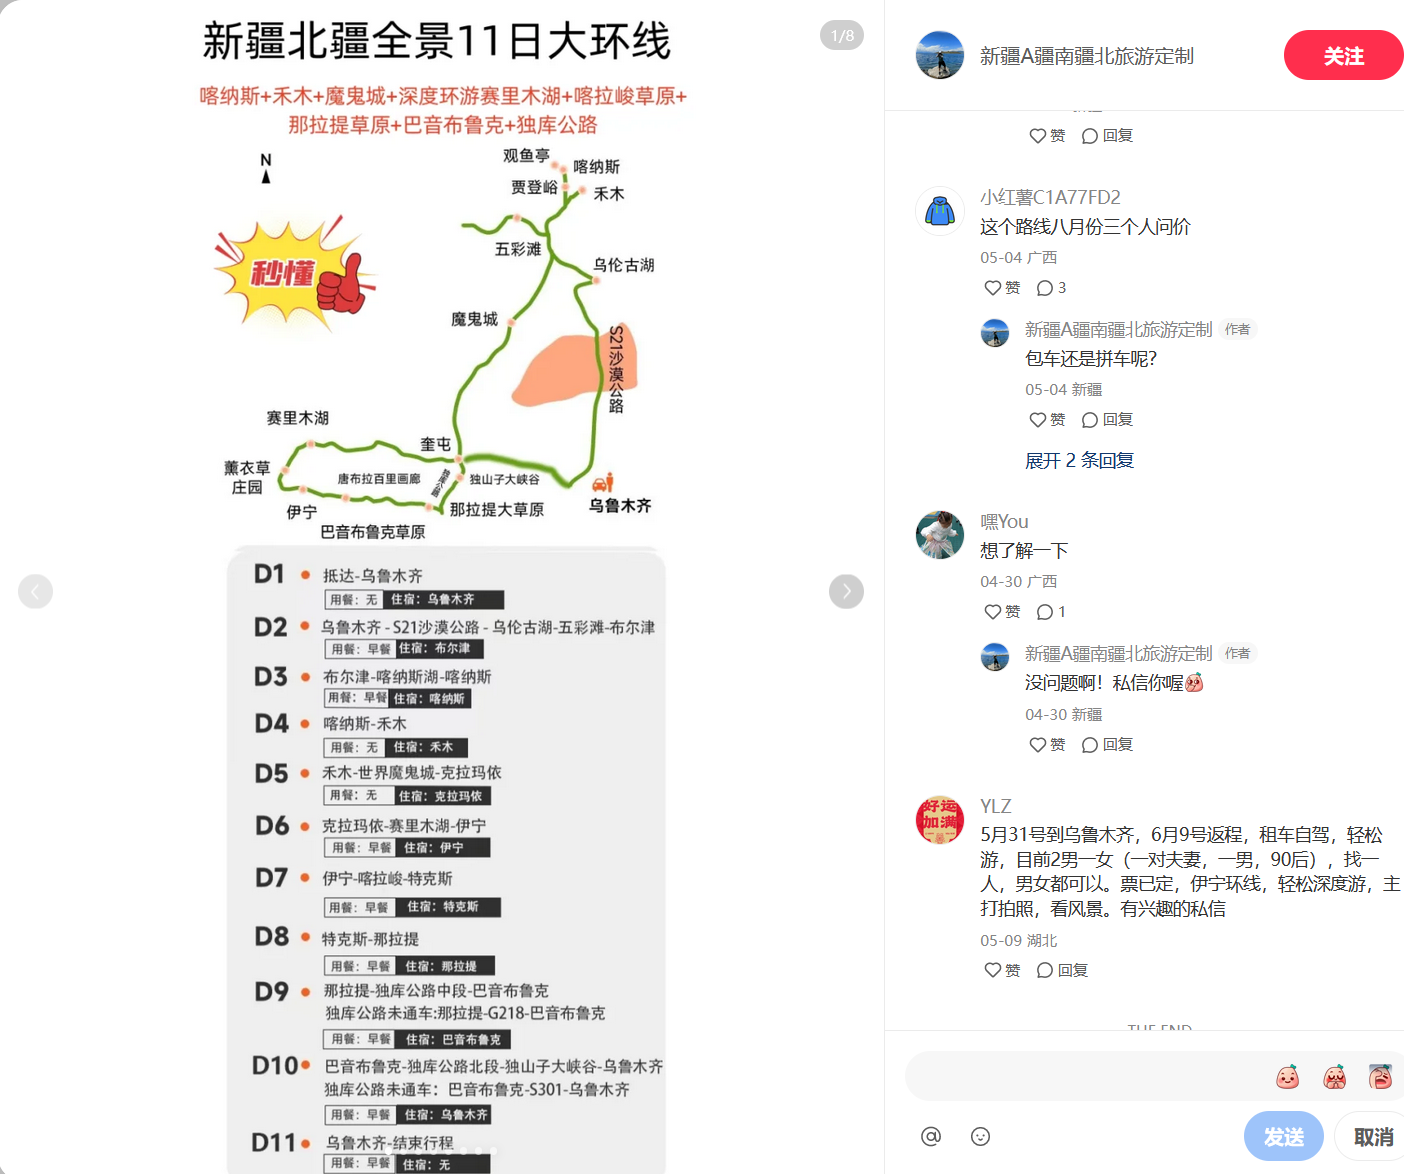 新疆北疆全景11日大环线
1/8
喀纳斯+禾木+魔鬼城+深度环游赛里木湖+喀拉峻草原+
那拉提草原+巴音布鲁克+独库公路
N
观鱼亭
喀纳斯
贾登峪
禾木
五彩滩
乌伦古湖
秒懂
魔鬼城
S21沙漠公路
赛里木湖
奎屯
薰衣草
庄园
唐布拉百里画廊
独库公路
独山子大峡谷
伊宁
那拉提大草原
乌鲁木齐
巴音布鲁克草原
D1 抵达-乌鲁木齐
用餐：无 住宿：乌鲁木齐
D2 乌鲁木齐 - S21沙漠公路 - 乌伦古湖-五彩滩-布尔津
用餐：早餐 住宿：布尔津
D3 布尔津-喀纳斯湖-喀纳斯
用餐：早餐 住宿：喀纳斯
D4 喀纳斯-禾木
用餐：无 住宿：禾木
D5 禾木-世界魔鬼城-克拉玛依
用餐：无 住宿：克拉玛依
D6 克拉玛依-赛里木湖-伊宁
用餐：早餐 住宿：伊宁
D7 伊宁-喀拉峻-特克斯
用餐：早餐 住宿：特克斯
D8 特克斯-那拉提
用餐：早餐 住宿：那拉提
D9 那拉提-独库公路中段-巴音布鲁克
独库公路未通车:那拉提-G218-巴音布鲁克
用餐：早餐 住宿：巴音布鲁克
D10 巴音布鲁克-独库公路北段-独山子大峡谷-乌鲁木齐
独库公路未通车：巴音布鲁克-S301-乌鲁木齐
用餐：早餐 住宿：乌鲁木齐
D11 乌鲁木齐-结束行程
用餐：早餐 住宿：无
新疆A疆南疆北旅游定制
关注
赞 回复
小红薯C1A77FD2
这个路线八月份三个人问价
05-04 广西
赞 3
新疆A疆南疆北旅游定制 作者
包车还是拼车呢?
05-04 新疆
赞 回复
展开 2 条回复
嘿You
想了解一下
04-30 广西
赞 1
新疆A疆南疆北旅游定制 作者
没问题啊！私信你喔
04-30 新疆
赞 回复
好运
加满
YLZ
5月31号到乌鲁木齐，6月9号返程，租车自驾，轻松
游，目前2男一女（一对夫妻，一男，90后），找一
人，男女都可以。票已定，伊宁环线，轻松深度游，主
打拍照，看风景。有兴趣的私信
05-09 湖北
赞 回复
THE END
@
发送
取消